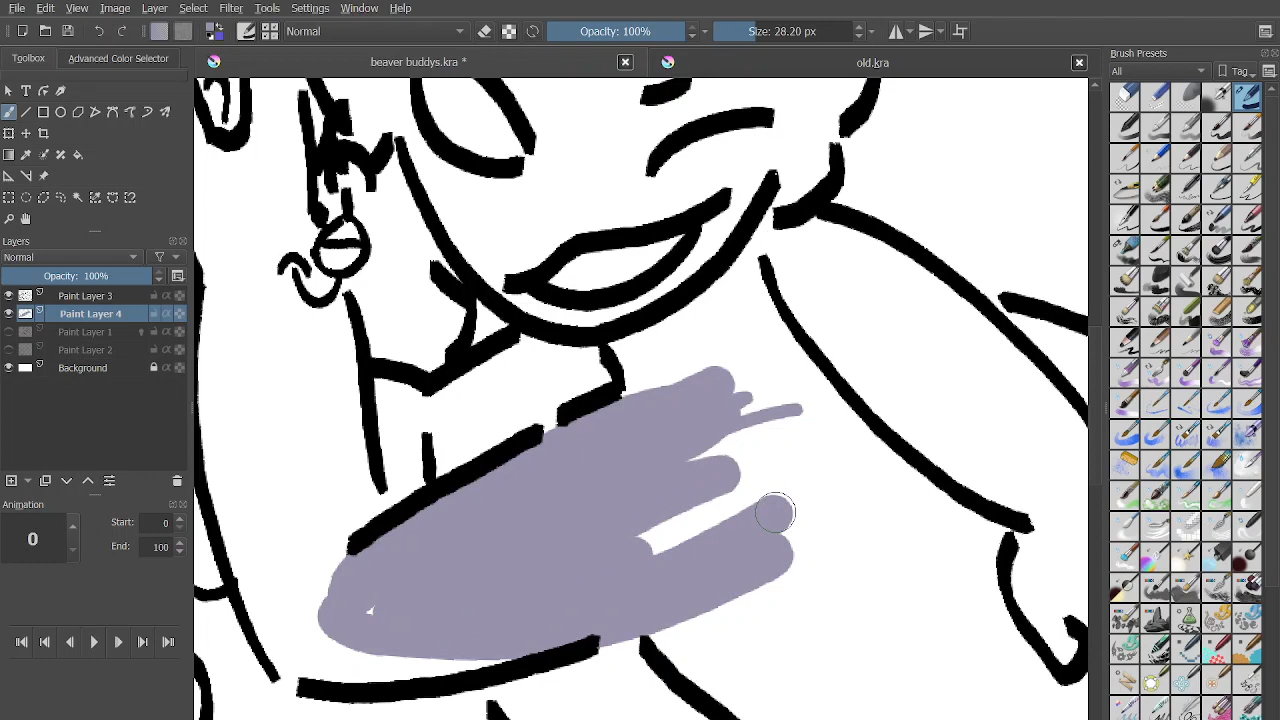 File Edit View Image Layer Select Filter Tools Settings Window Help
Normal Opacity: 100% Size: 28.20 px
Toolbox Advanced Color Selector
beaver buddys.kra *
old.kra
Brush Presets
All Tag
Layers
Normal
Opacity: 100%
Paint Layer 3
Paint Layer 4
Paint Layer 1
Paint Layer 2
Background
Animation
0
Start: 0
End: 100